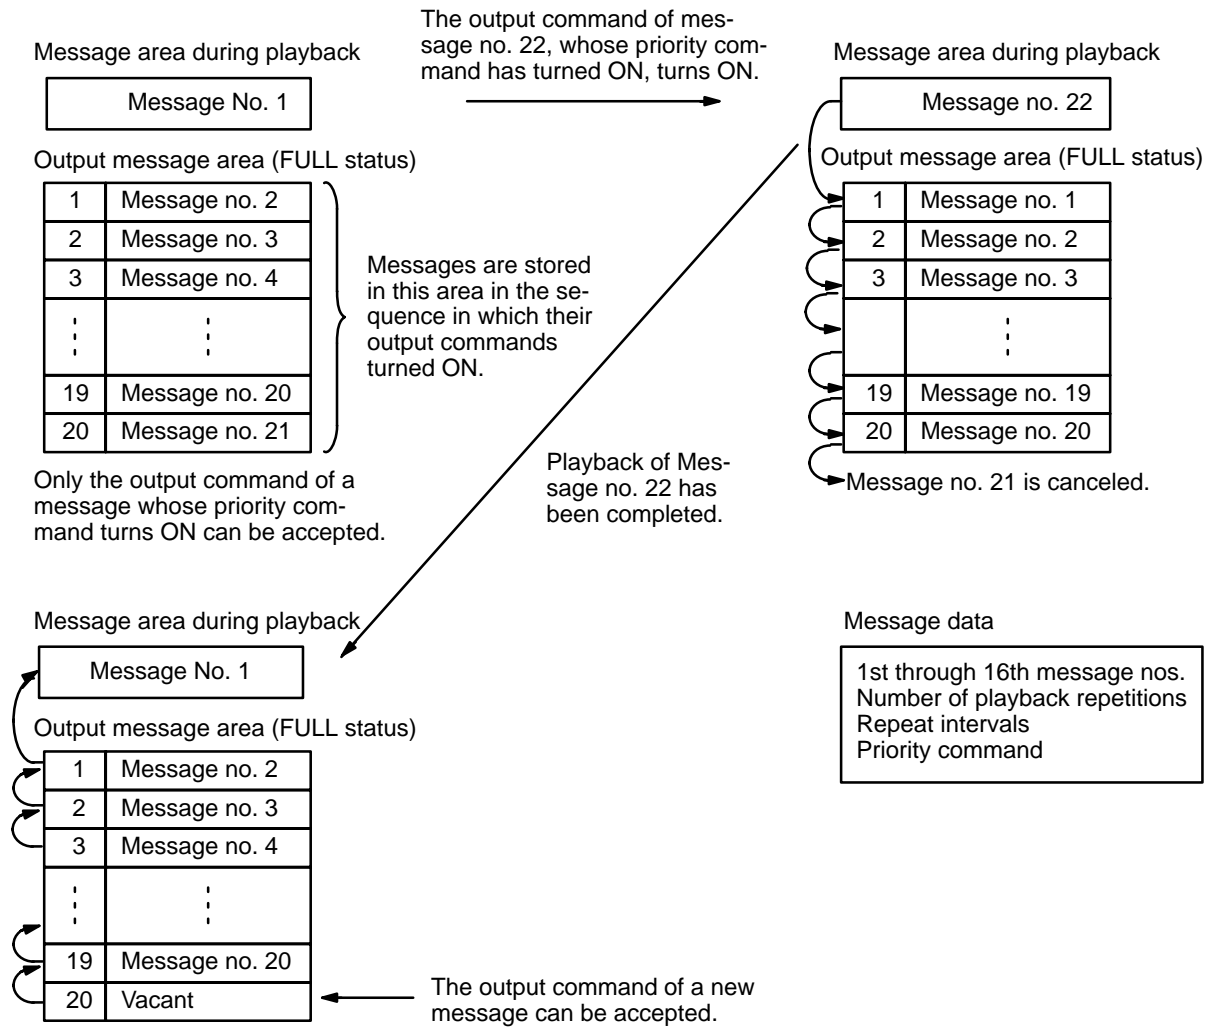 Message area during playback
Message No. 1
Output message area (FULL status)
1 Message no. 2
2 Message no. 3
3 Message no. 4
19 Message no. 20
20 Message no. 21
Only the output command of a
message whose priority com-
mand turns ON can be accepted.
Messages are stored
in this area in the se-
quence in which their
output commands
turned ON.
The output command of mes-
sage no. 22, whose priority com-
mand has turned ON, turns ON.
Message area during playback
Message no. 22
Output message area (FULL status)
1 Message no. 1
2 Message no. 2
3 Message no. 3
19 Message no. 19
20 Message no. 20
Message no. 21 is canceled.
Playback of Mes-
sage no. 22 has
been completed.
Message area during playback
Message No. 1
Output message area (FULL status)
1 Message no. 2
2 Message no. 3
3 Message no. 4
19 Message no. 20
20 Vacant
The output command of a new
message can be accepted.
Message data
1st through 16th message nos.
Number of playback repetitions
Repeat intervals
Priority command